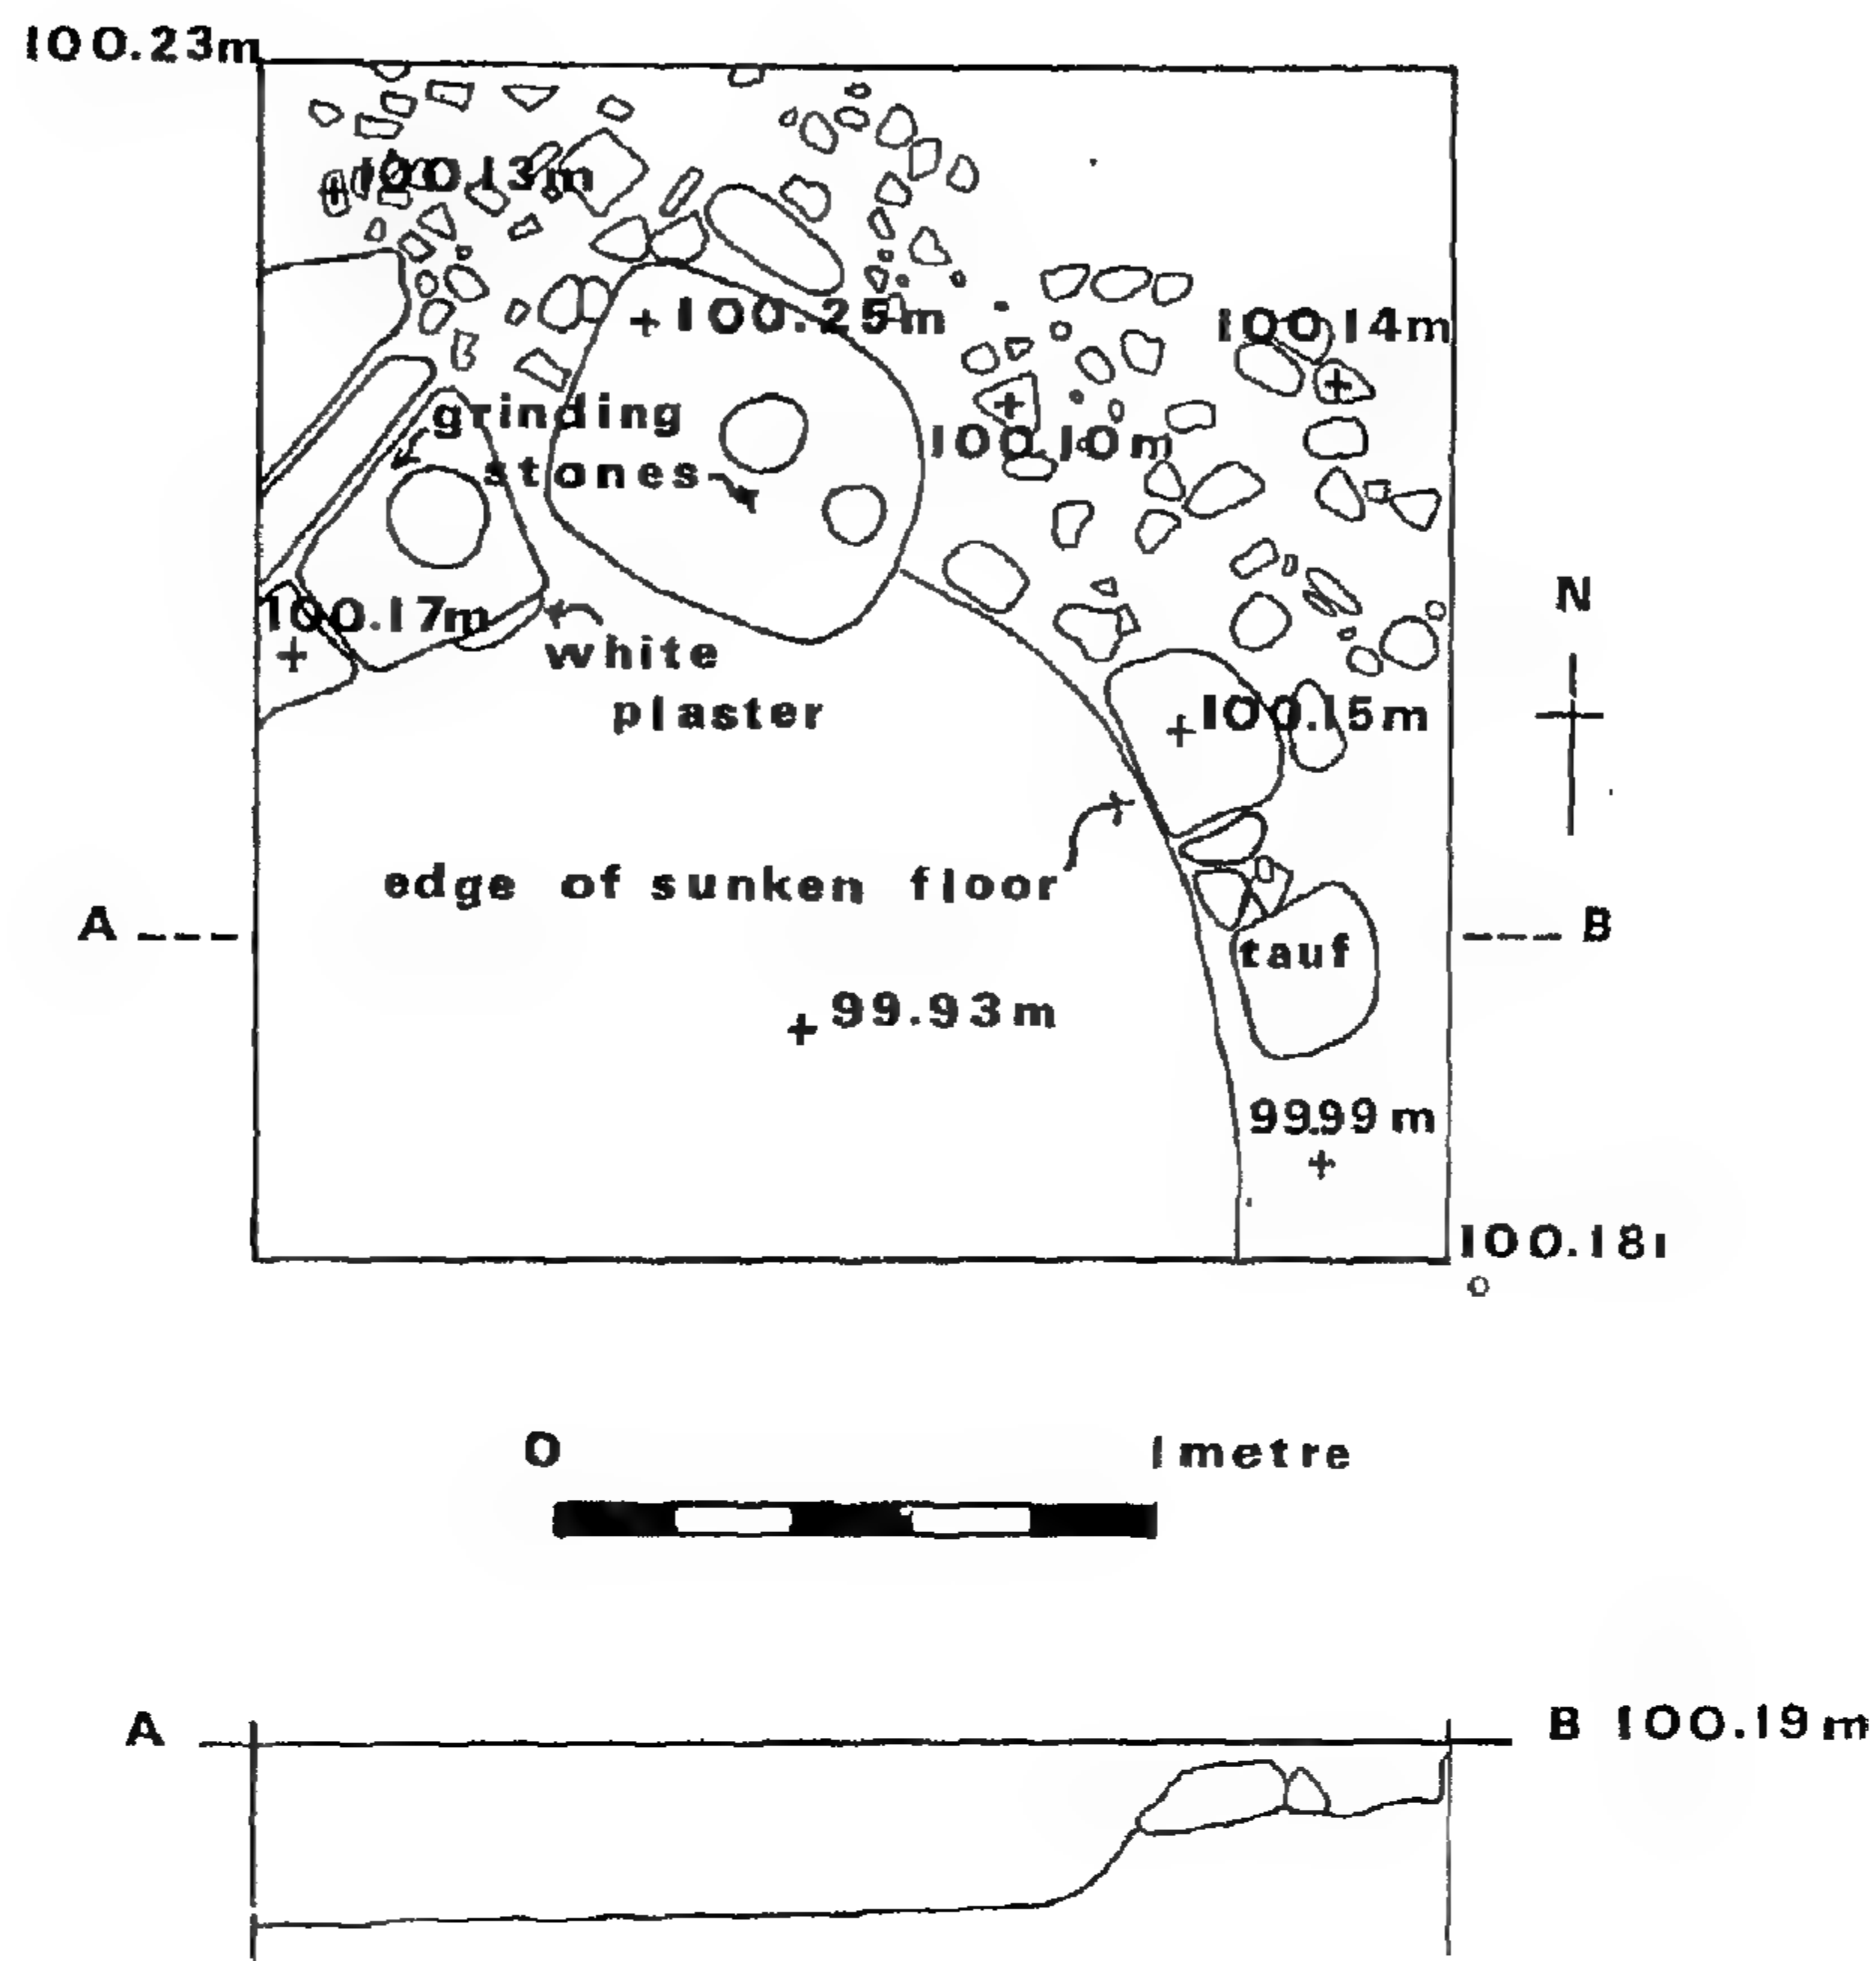 100.23m
100.13m
+100.25m
100.14m
grinding
stones
100.10m
100.17m
white
plaster
N
+100.15m
edge of sunken floor
A
B
tauf
+99.93m
99.99m
100.18
0
1metre
A
B 100.19m